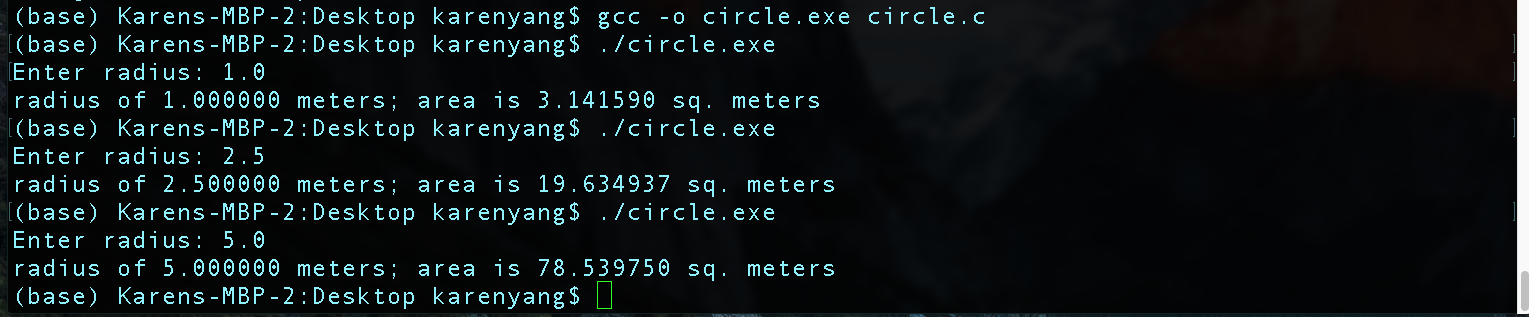 (base) Karens-MBP-2:Desktop karenyang$ gcc -o circle.exe circle.c
[(base) Karens-MBP-2:Desktop karenyang$ ./circle.exe ]
[Enter radius: 1.0 ]
radius of 1.000000 meters; area is 3.141590 sq. meters
[(base) Karens-MBP-2:Desktop karenyang$ ./circle.exe ]
Enter radius: 2.5
radius of 2.500000 meters; area is 19.634937 sq. meters
[(base) Karens-MBP-2:Desktop karenyang$ ./circle.exe ]
Enter radius: 5.0
radius of 5.000000 meters; area is 78.539750 sq. meters
(base) Karens-MBP-2:Desktop karenyang$